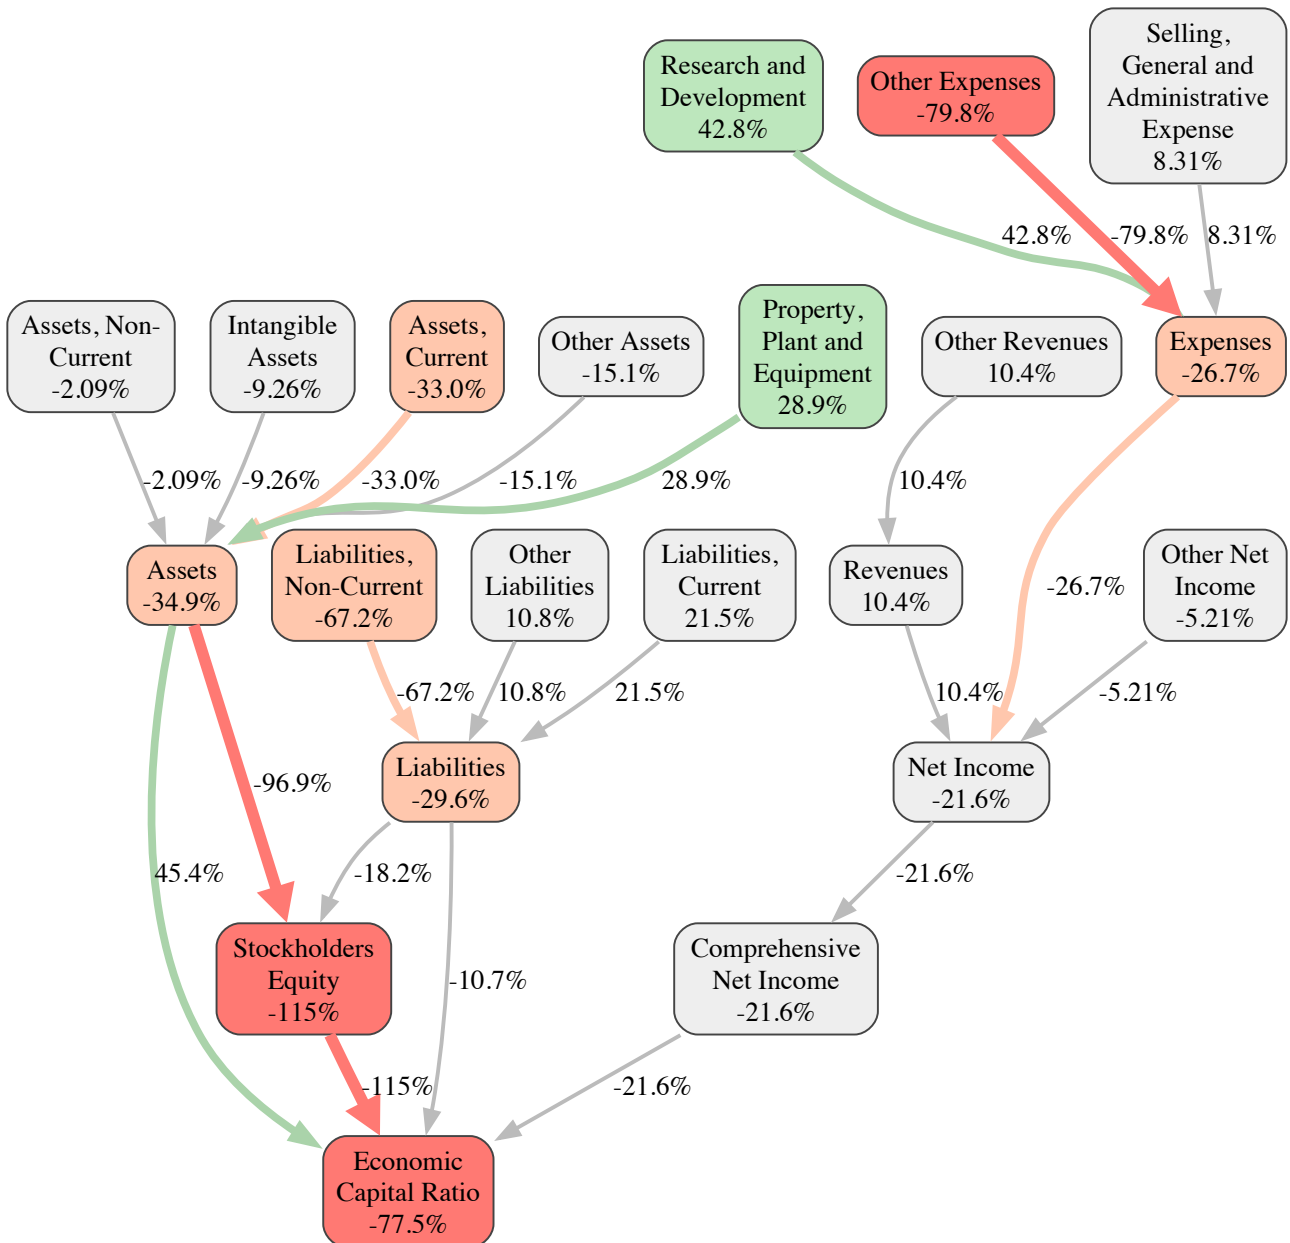 Selling,
General and
Administrative
Expense
8.31%
Research and
Development
42.8%
Other Expenses
-79.8%
42.8%
-79.8%
8.31%
Assets, Non-
Current
-2.09%
Intangible
Assets
-9.26%
Assets,
Current
-33.0%
Other Assets
-15.1%
Property,
Plant and
Equipment
28.9%
Other Revenues
10.4%
Expenses
-26.7%
-2.09%
-9.26%
-33.0%
-15.1%
28.9%
10.4%
-26.7%
Assets
-34.9%
Liabilities,
Non-Current
-67.2%
Other
Liabilities
10.8%
Liabilities,
Current
21.5%
Revenues
10.4%
Other Net
Income
-5.21%
-67.2%
10.8%
21.5%
10.4%
-5.21%
-96.9%
Liabilities
-29.6%
Net Income
-21.6%
45.4%
-18.2%
-10.7%
-21.6%
Stockholders
Equity
-115%
Comprehensive
Net Income
-21.6%
-115%
-21.6%
Economic
Capital Ratio
-77.5%